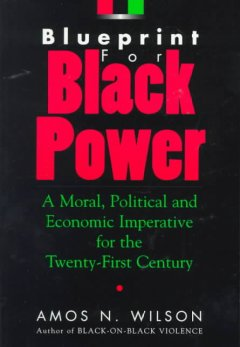 Blueprint
For
Black
Power
A Moral, Political and
Economic Imperative
for the
Twenty-First Century
AMOS N. WILSON
Author of BLACK-ON-BLACK VIOLENCE